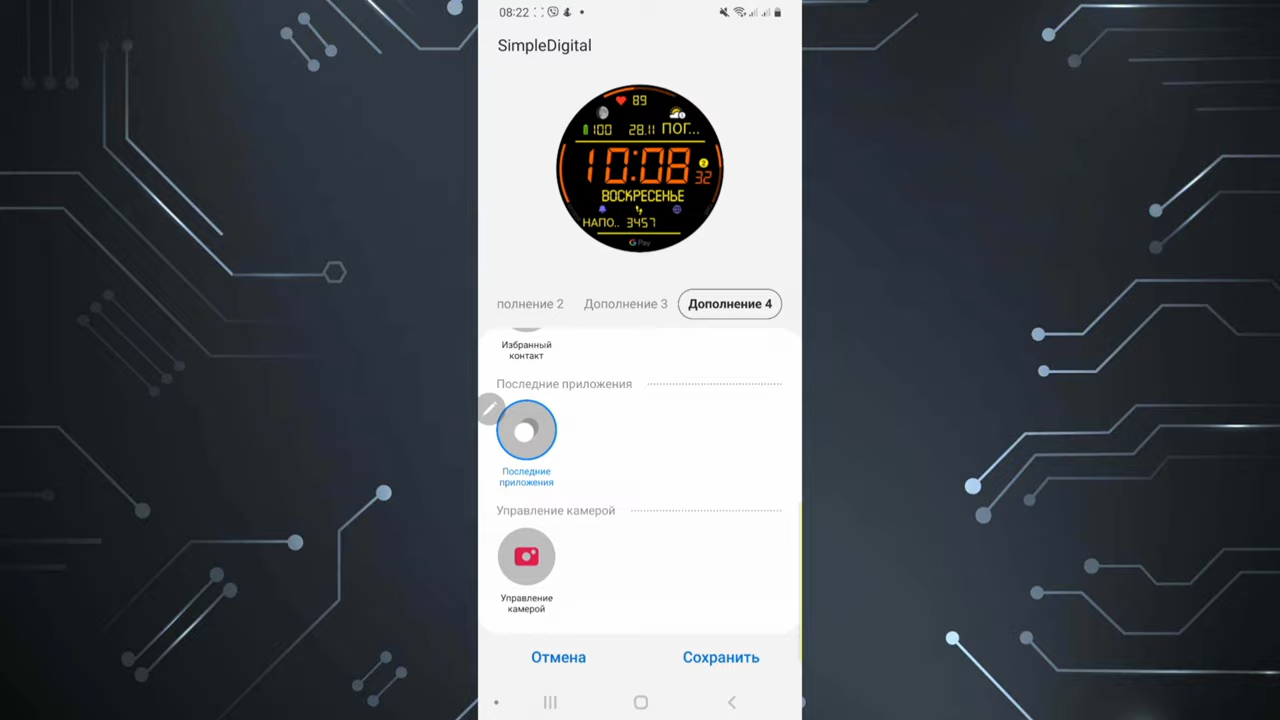 08:22
SimpleDigital
89
100 28.11 ПОГ...
10:08 2
32
ВОСКРЕСЕНЬЕ
НАПО.. 3457
G Pay
полнение 2 Дополнение 3 Дополнение 4
Избранный
контакт
Последние приложения
Последние
приложения
Управление камерой
Управление
камерой
Отмена Сохранить